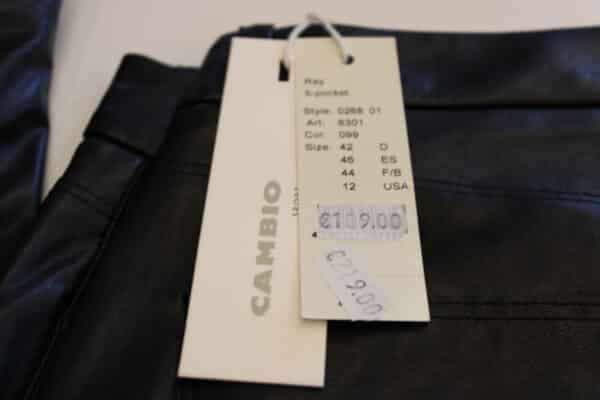 CAMBIO
Ray
5-pocket
Style: 0268 01
Art: 8301
Col: 099
Size: 42 D
46 ES
44 F/B
12 USA
€109.00
€219.00